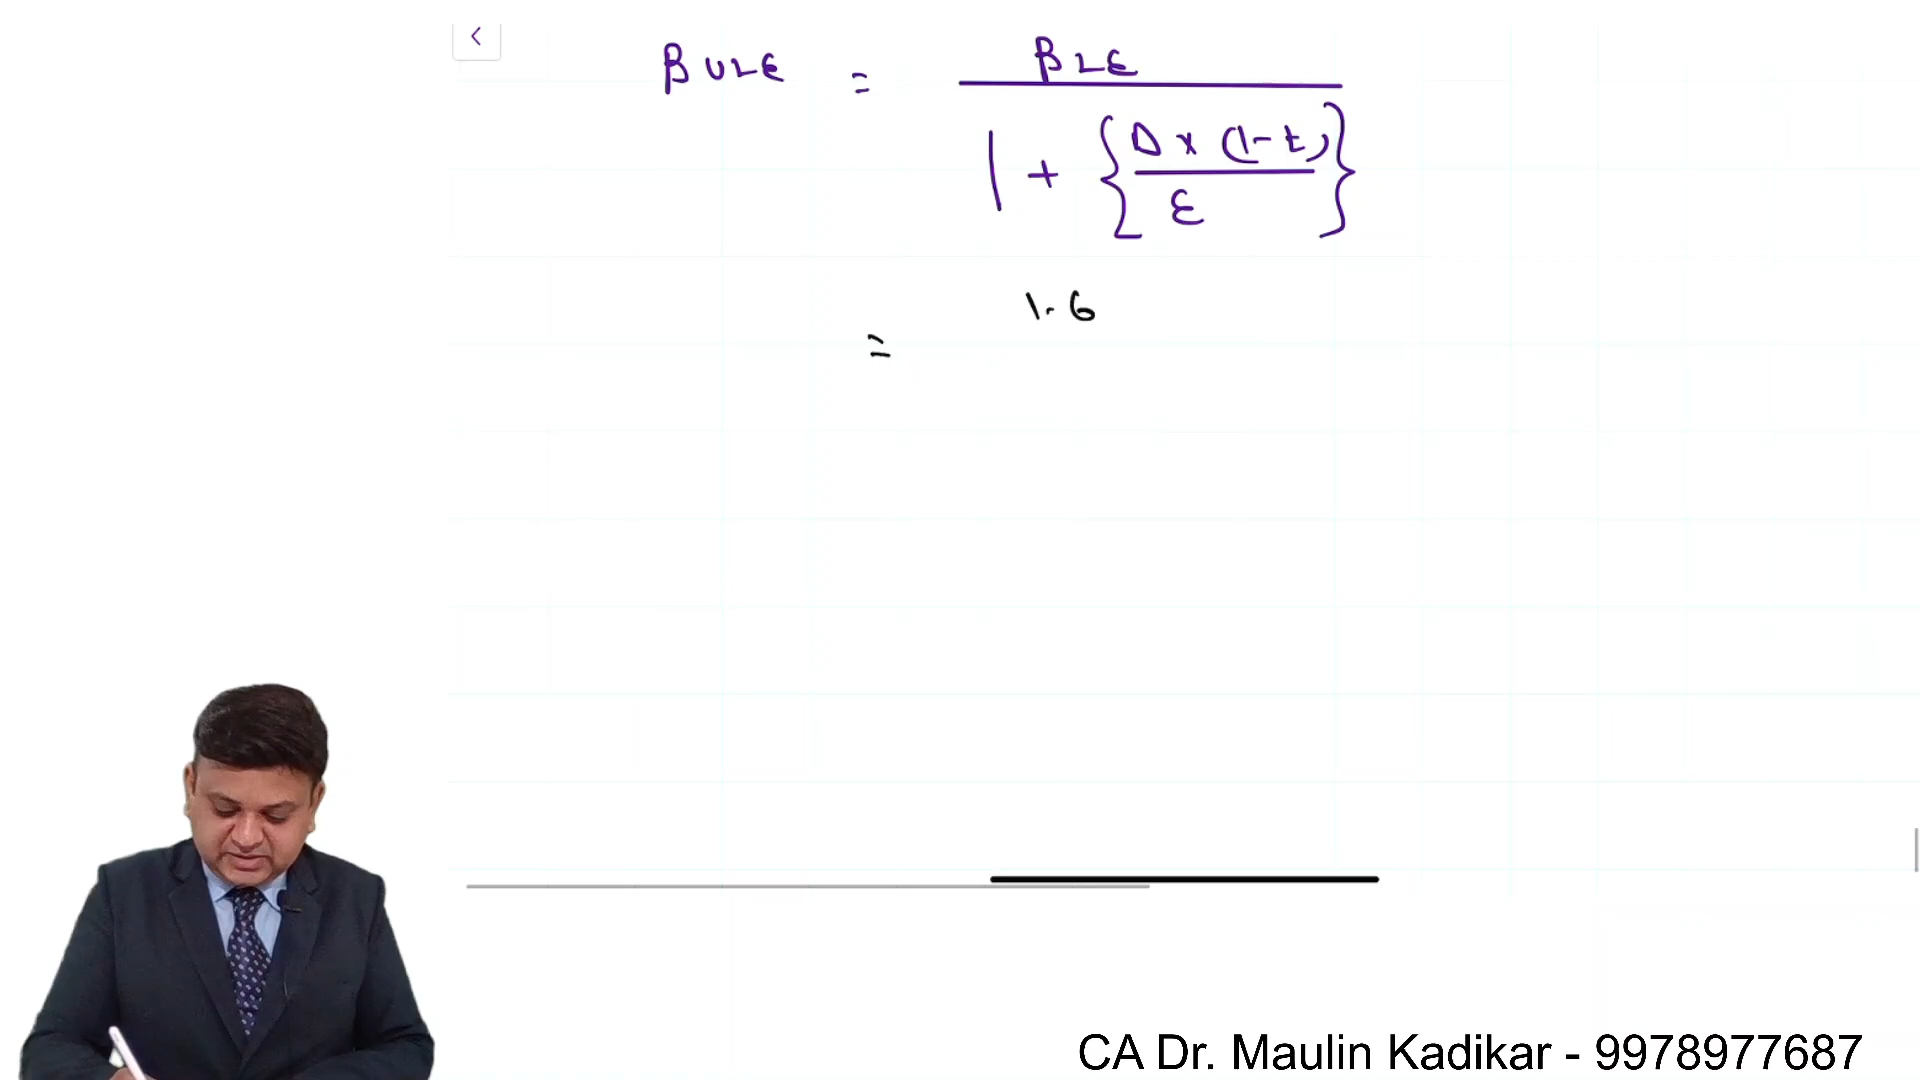 βULE = βLE
1 + { D x (1-t) / E }
= 1.6
CA Dr. Maulin Kadikar - 9978977687